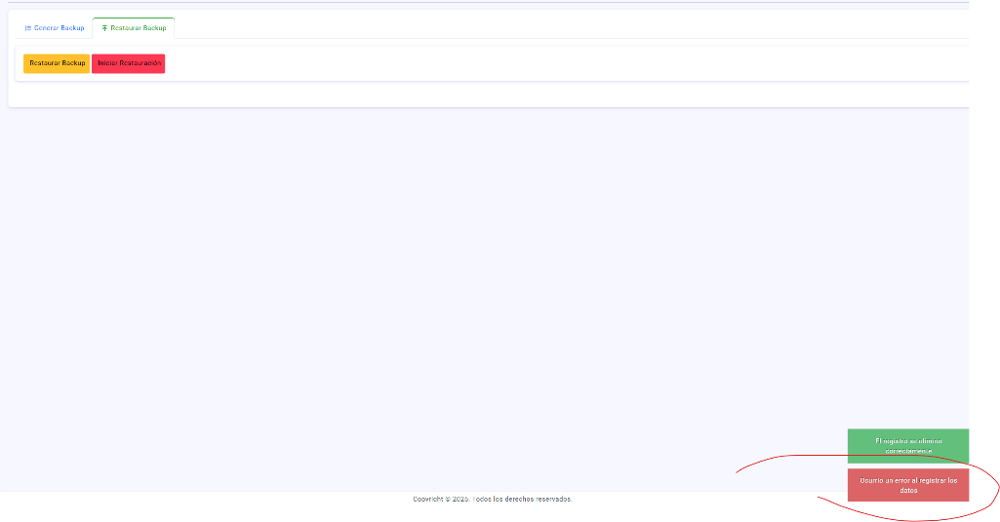 Generar Backup Restaurar Backup
Restaurar Backup Iniciar Restauración
El registro se elimino
correctamente
Ocurrio un error al registrar los
datos
Copyright © 2025. Todos los derechos reservados.